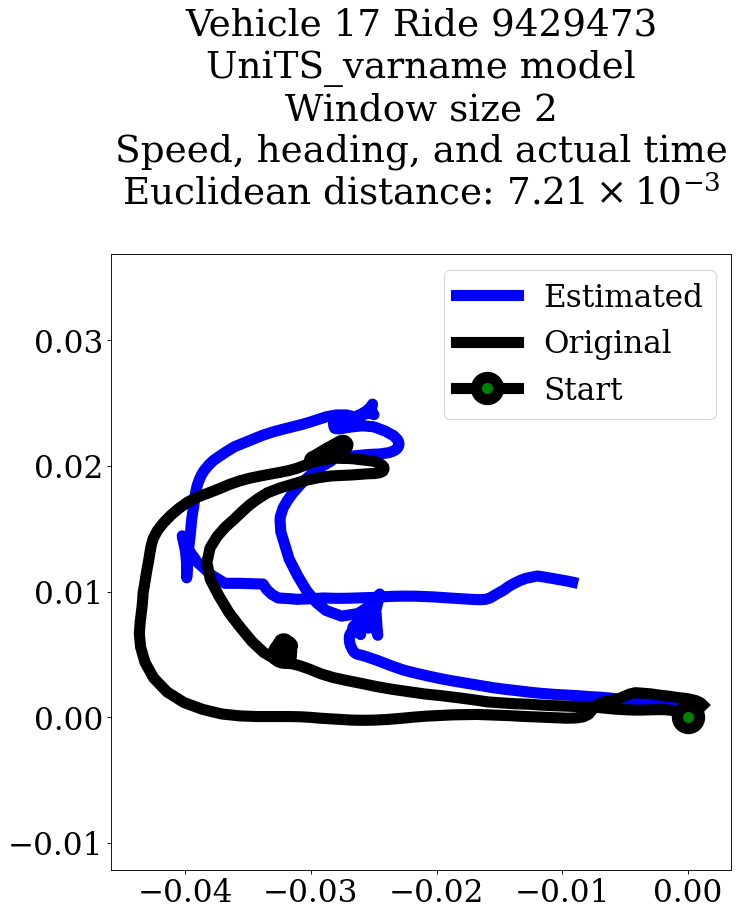 Vehicle 17 Ride 9429473
UniTS_varname model
Window size 2
Speed, heading, and actual time
Euclidean distance: 7.21 × 10⁻³
Estimated
Original
Start
0.03
0.02
0.01
0.00
−0.01
−0.04
−0.03
−0.02
−0.01
0.00